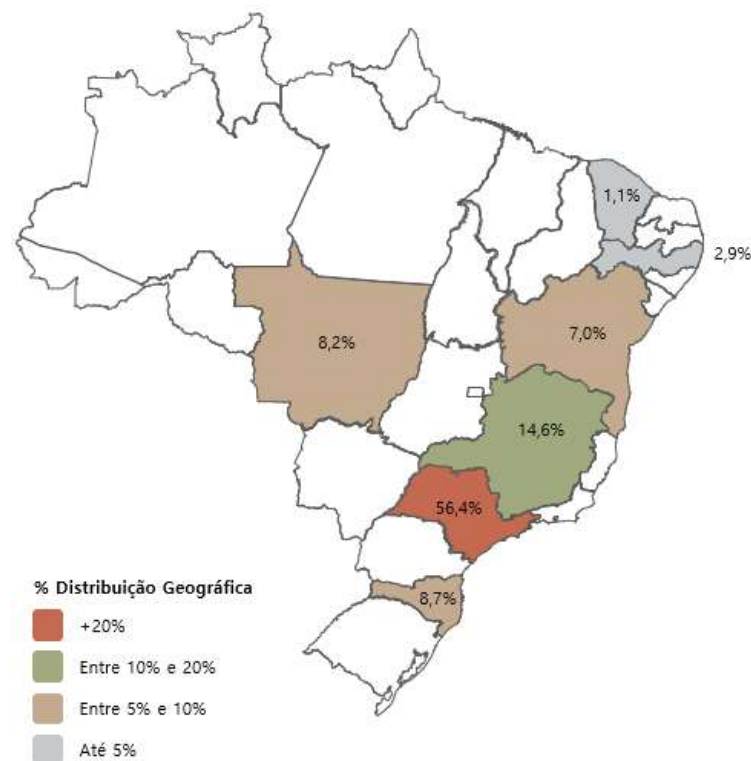 1,1%
2,9%
8,2%
7,0%
14,6%
56,4%
8,7%
% Distribuição Geográfica
+20%
Entre 10% e 20%
Entre 5% e 10%
Até 5%